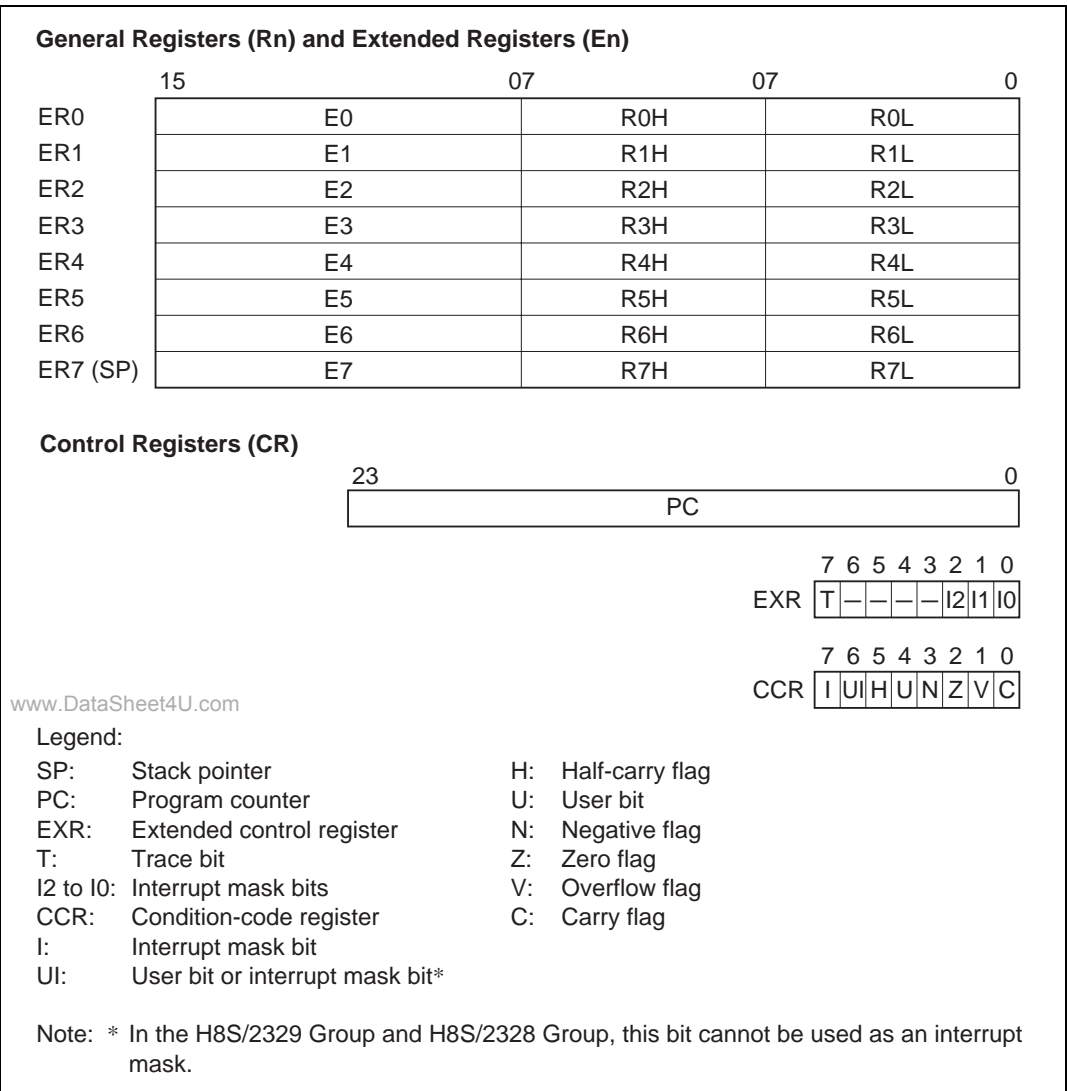 General Registers (Rn) and Extended Registers (En)
15 07 07 0
ER0 E0 R0H R0L
ER1 E1 R1H R1L
ER2 E2 R2H R2L
ER3 E3 R3H R3L
ER4 E4 R4H R4L
ER5 E5 R5H R5L
ER6 E6 R6H R6L
ER7 (SP) E7 R7H R7L
Control Registers (CR)
23 0
PC
7 6 5 4 3 2 1 0
EXR T — — — — I2 I1 I0
7 6 5 4 3 2 1 0
CCR I UI H U N Z V C
www.DataSheet4U.com
Legend:
SP: Stack pointer
PC: Program counter
EXR: Extended control register
T: Trace bit
I2 to I0: Interrupt mask bits
CCR: Condition-code register
I: Interrupt mask bit
UI: User bit or interrupt mask bit*
H: Half-carry flag
U: User bit
N: Negative flag
Z: Zero flag
V: Overflow flag
C: Carry flag
Note: * In the H8S/2329 Group and H8S/2328 Group, this bit cannot be used as an interrupt
mask.